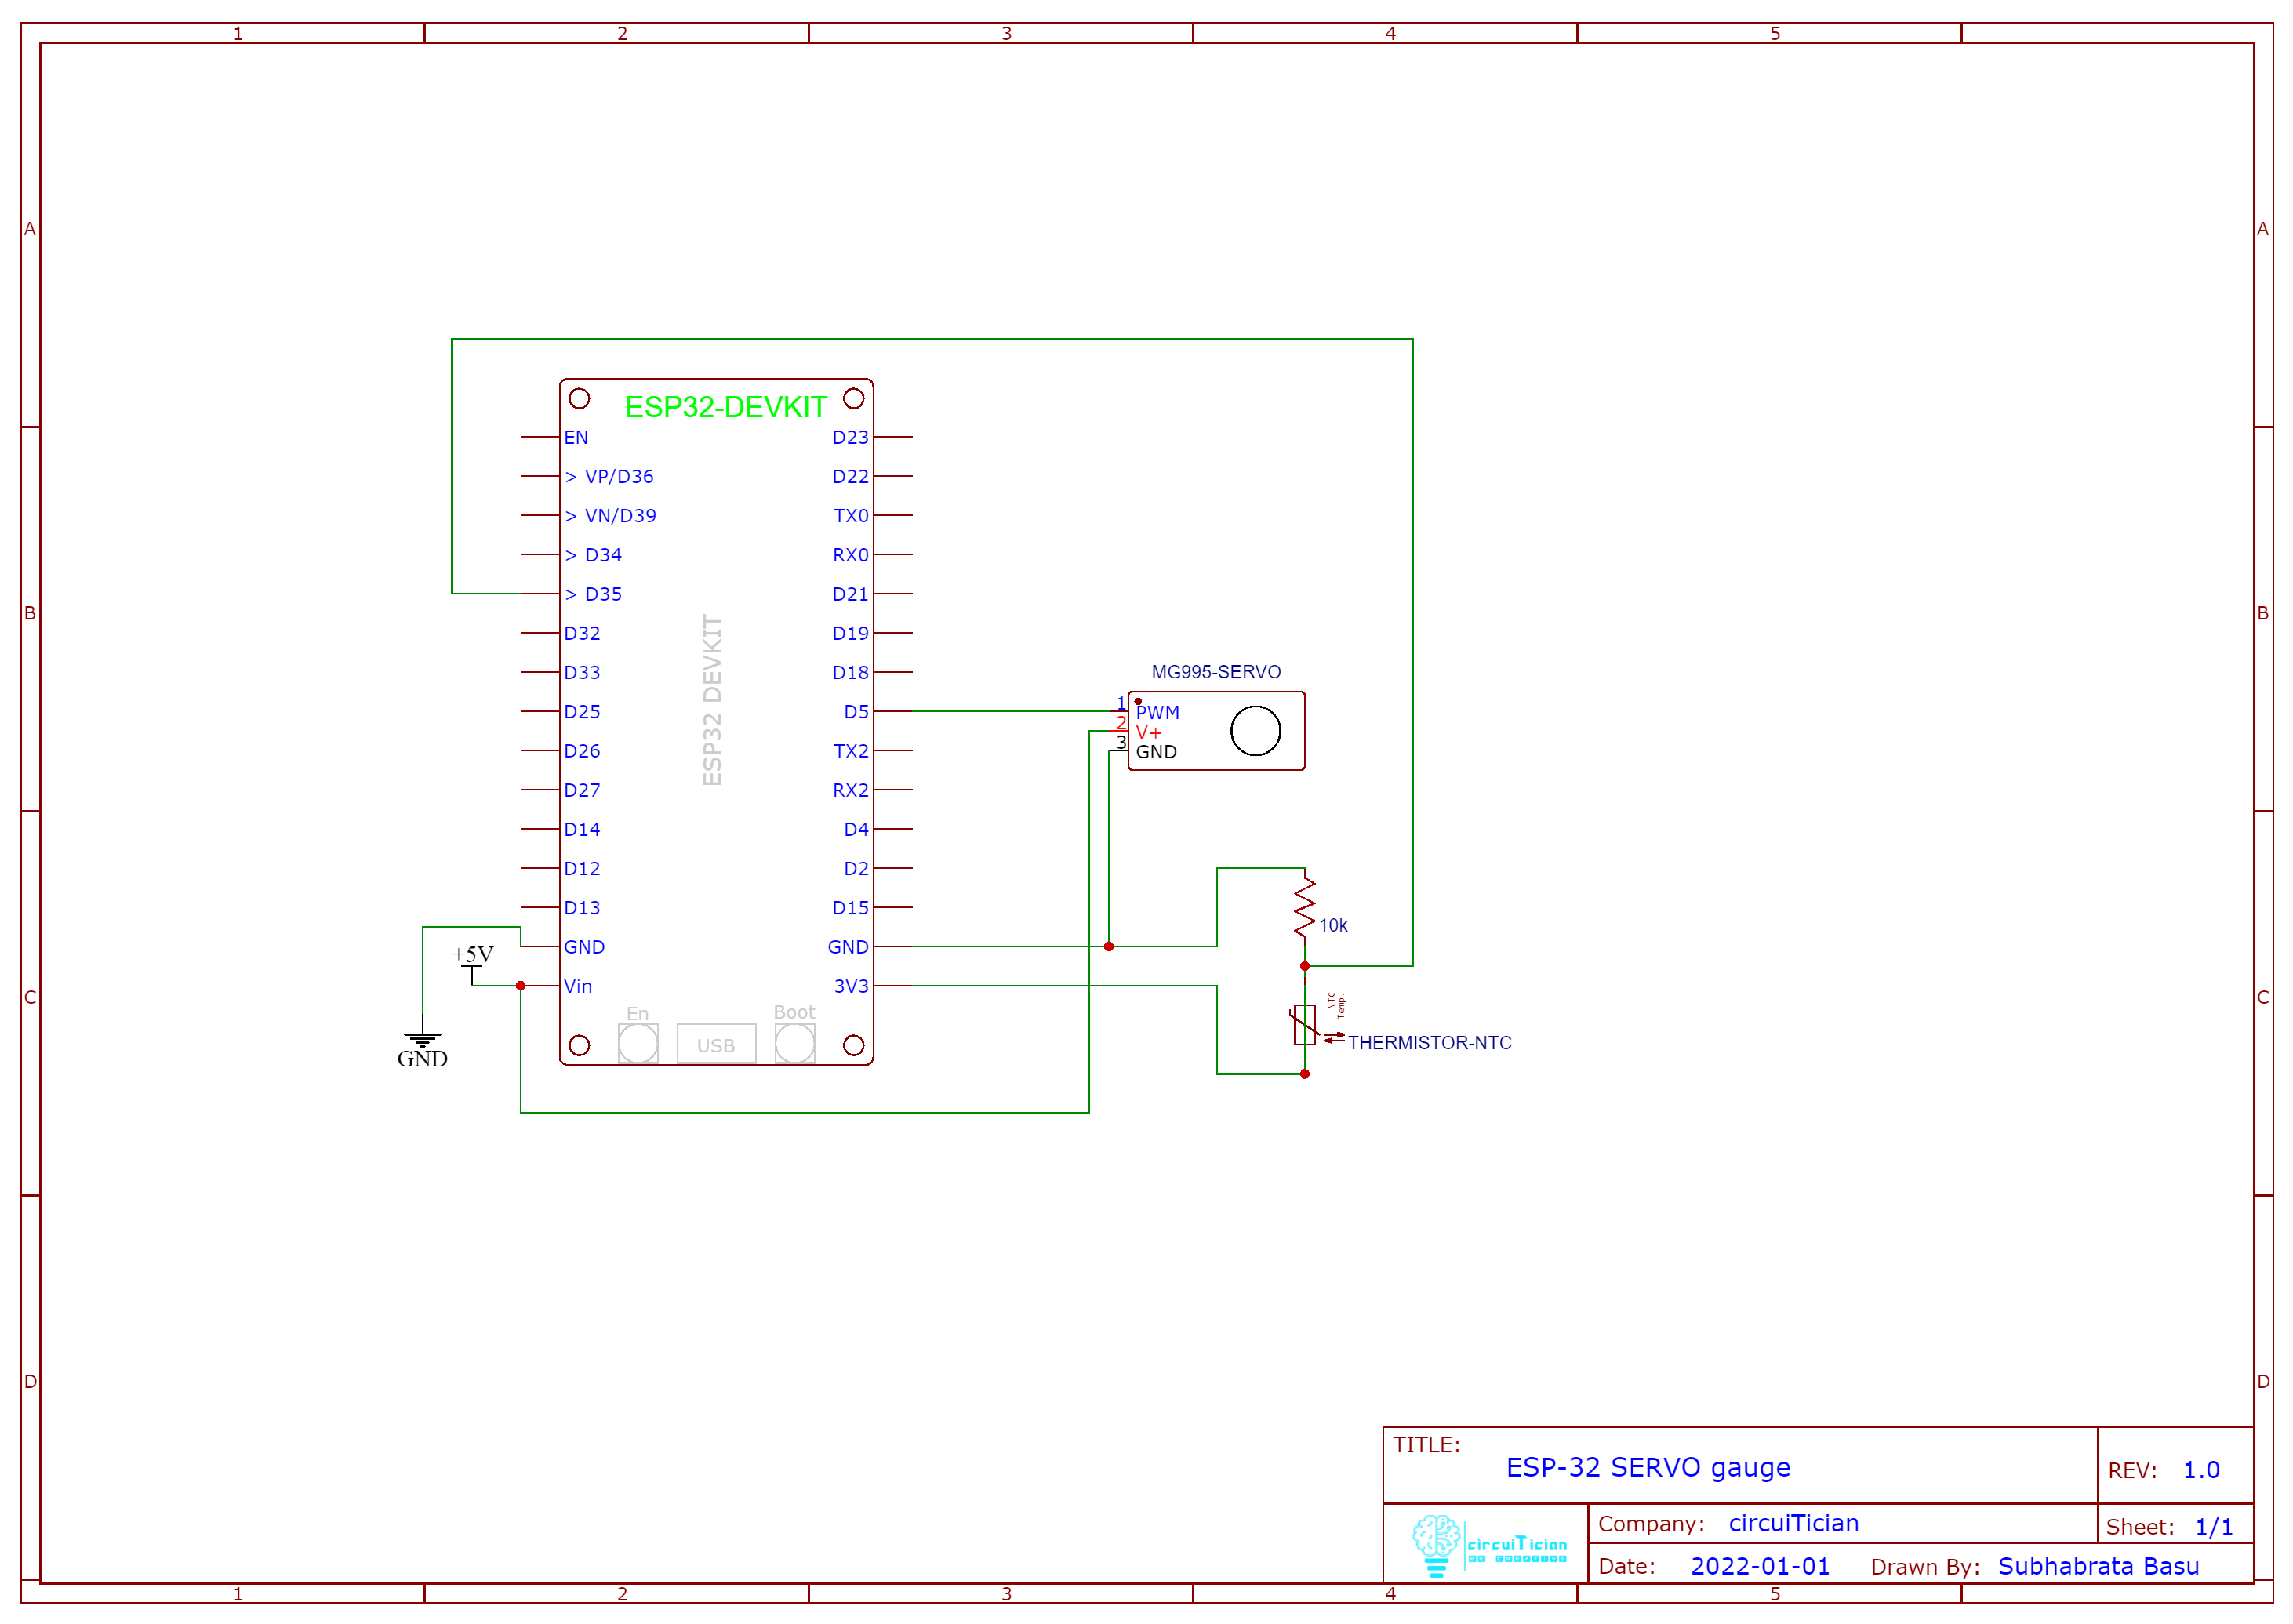 1 2 3 4 5
A A
B B
C C
D D
1 2 3 4 5
ESP32-DEVKIT
EN
> VP/D36
> VN/D39
> D34
> D35
D32
D33
D25
D26
D27
D14
D12
D13
GND
Vin
D23
D22
TX0
RX0
D21
D19
D18
D5
TX2
RX2
D4
D2
D15
GND
3V3
ESP32 DEVKIT
En
USB
Boot
+5V
GND
MG995-SERVO
1 PWM
2 V+
3 GND
10k
NTC
Temp.
THERMISTOR-NTC
TITLE:
ESP-32 SERVO gauge
REV: 1.0
circuiTician
BE CREATIVE
Company: circuiTician
Sheet: 1/1
Date: 2022-01-01
Drawn By: Subhabrata Basu